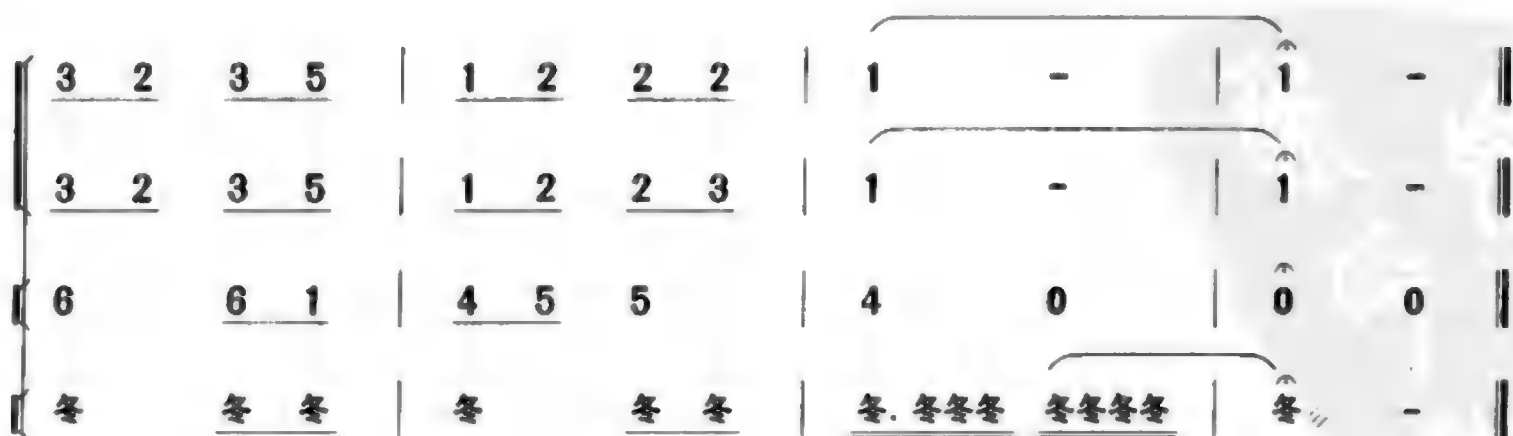 3 2 3 5 | 1 2 2 2 | 1 - | 1 - ‖
3 2 3 5 | 1 2 2 3 | 1 - | 1 - ‖
6 6 1 | 4 5 5 | 4 0 | 0 0 ‖
冬 冬 冬 | 冬 冬 冬 | 冬. 冬冬冬 冬冬冬冬 | 冬 - ‖